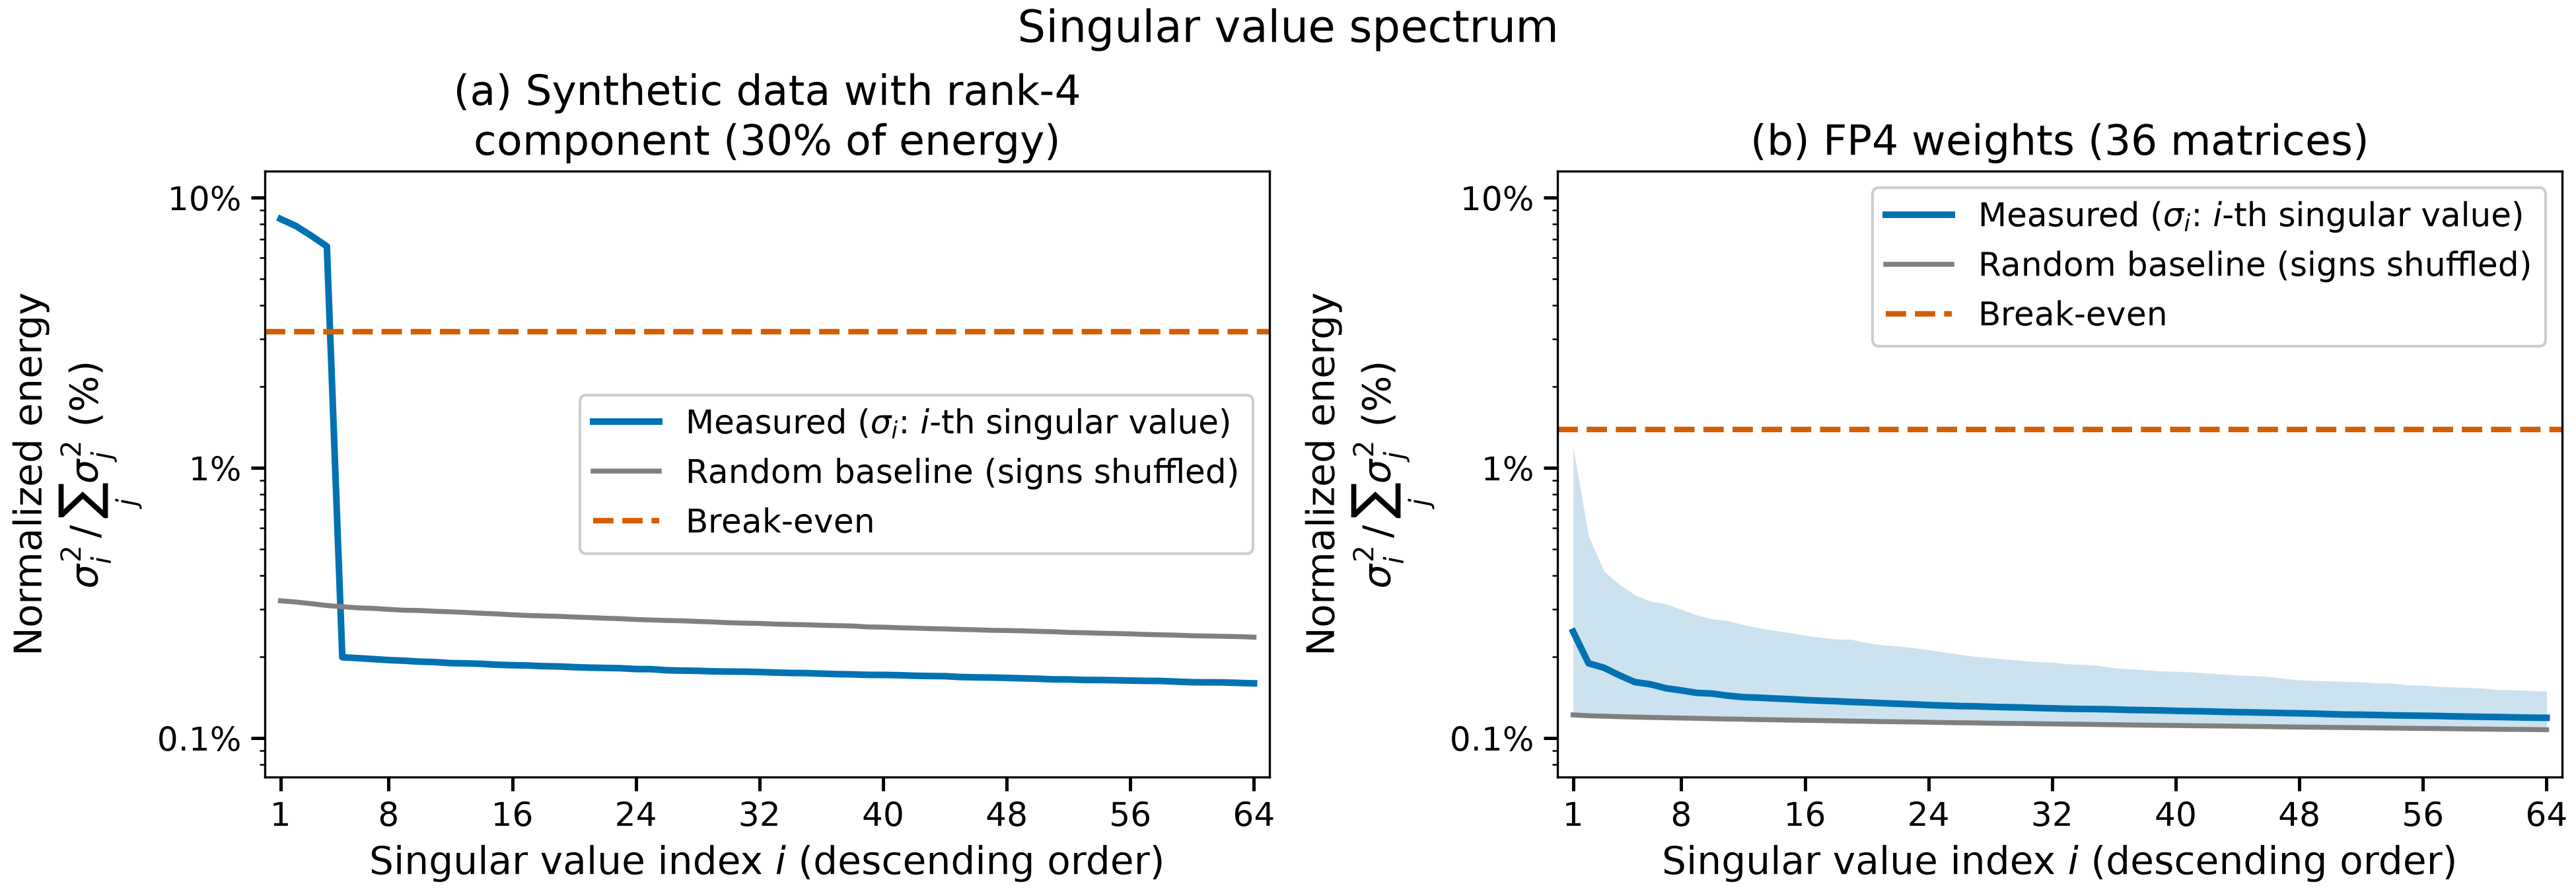 Singular value spectrum
(a) Synthetic data with rank-4
component (30% of energy)
Normalized energy
σᵢ² / ∑ⱼ σⱼ² (%)
10%
1%
0.1%
Measured (σᵢ: i-th singular value)
Random baseline (signs shuffled)
Break-even
1 8 16 24 32 40 48 56 64
Singular value index i (descending order)
(b) FP4 weights (36 matrices)
Normalized energy
σᵢ² / ∑ⱼ σⱼ² (%)
10%
1%
0.1%
Measured (σᵢ: i-th singular value)
Random baseline (signs shuffled)
Break-even
1 8 16 24 32 40 48 56 64
Singular value index i (descending order)